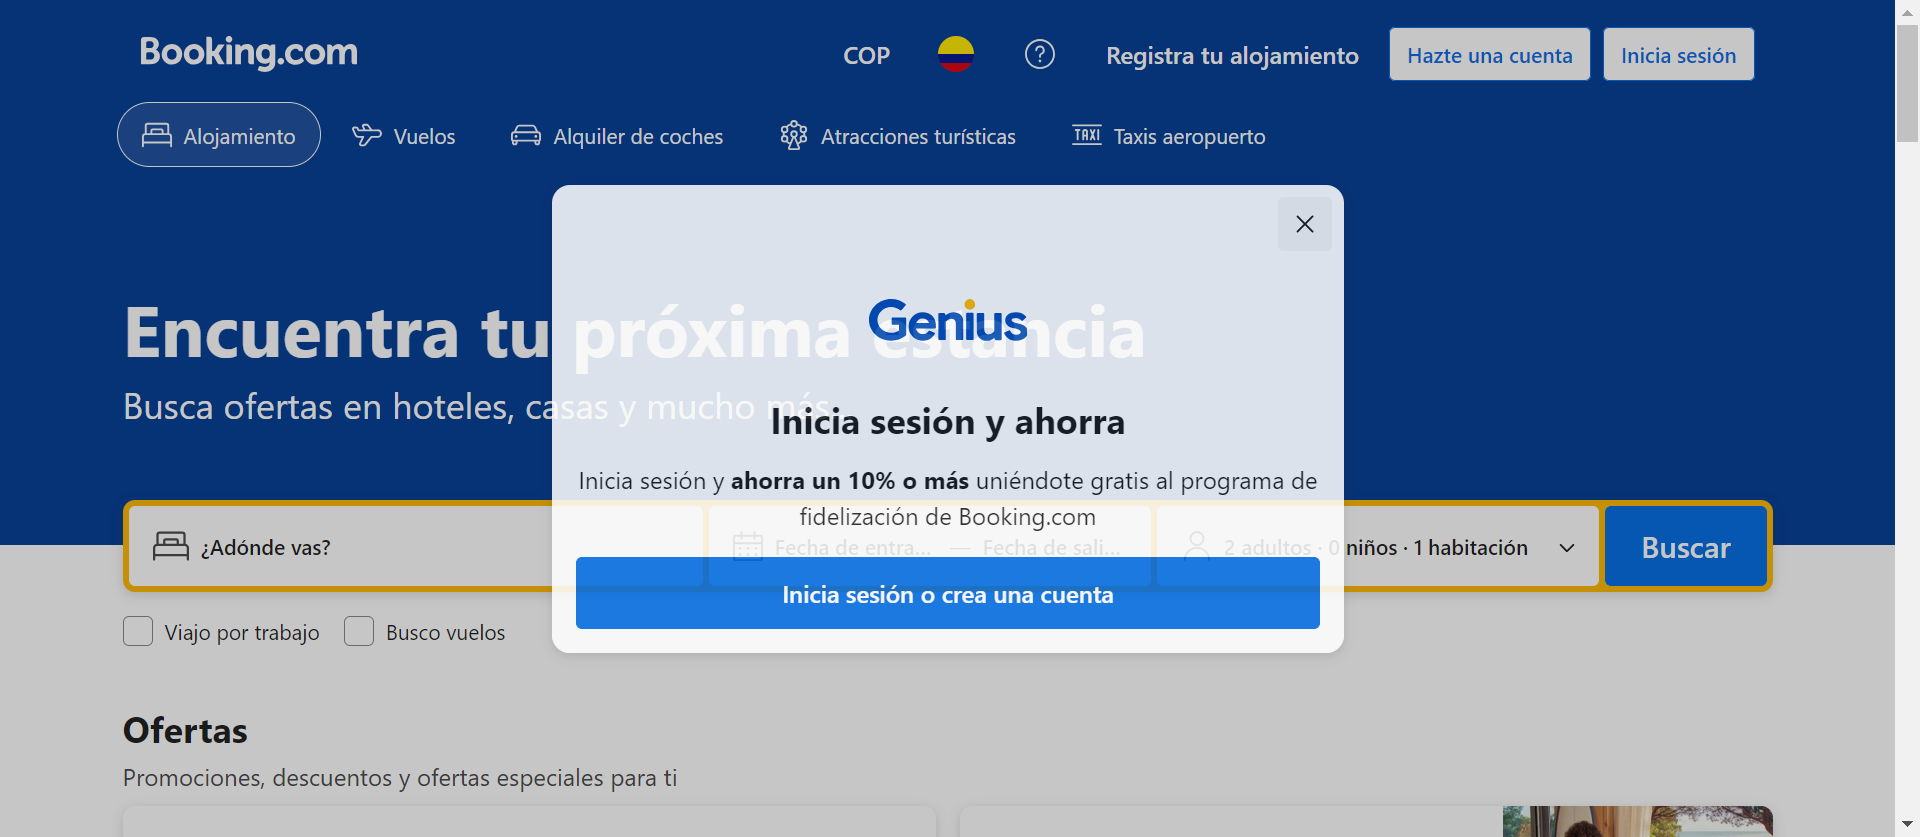 Booking.com
COP
Registra tu alojamiento
Hazte una cuenta
Inicia sesión
Alojamiento
Vuelos
Alquiler de coches
Atracciones turísticas
TAXI Taxis aeropuerto
Encuentra tu próxima estancia
Busca ofertas en hoteles, casas y mucho más...
Genius
Inicia sesión y ahorra
Inicia sesión y ahorra un 10% o más uniéndote gratis al programa de
fidelización de Booking.com
Inicia sesión o crea una cuenta
¿Adónde vas?
Fecha de entra... — Fecha de sali...
2 adultos · 0 niños · 1 habitación
Buscar
Viajo por trabajo
Busco vuelos
Ofertas
Promociones, descuentos y ofertas especiales para ti